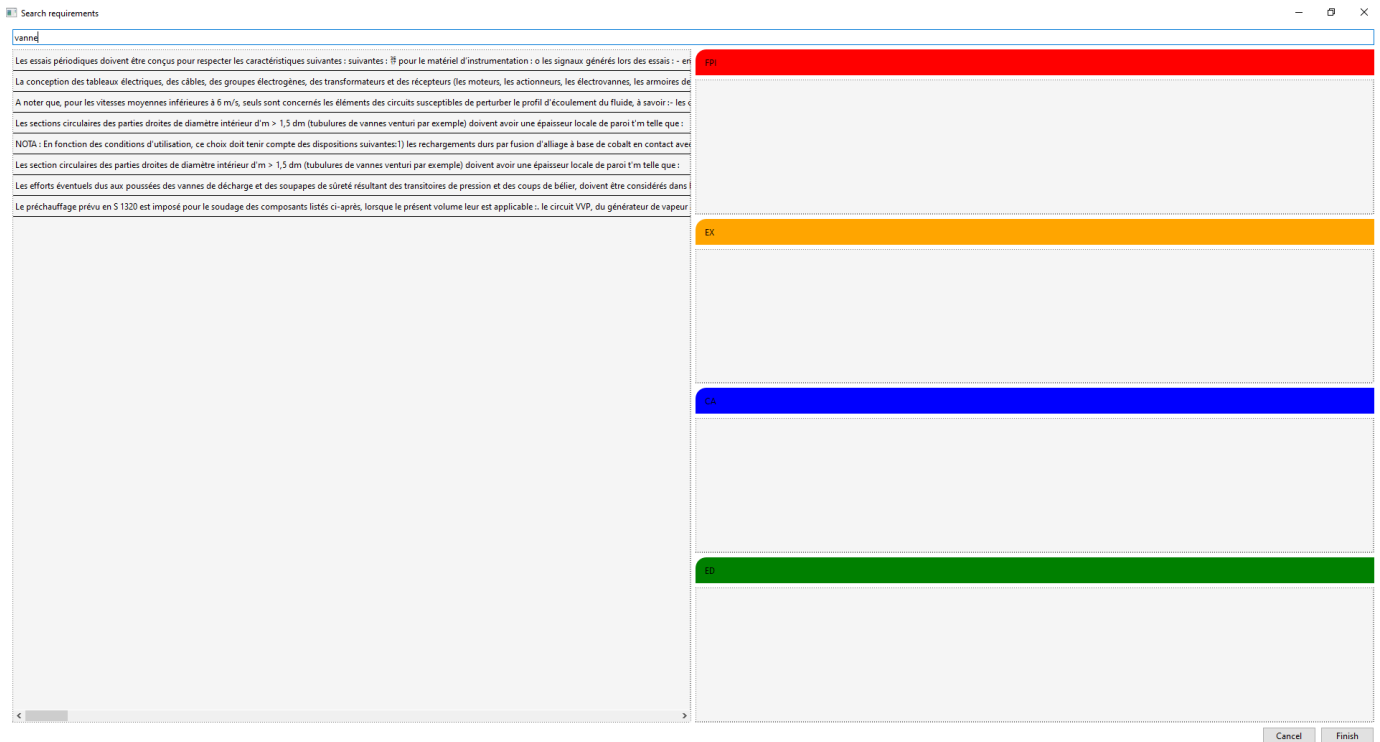 Search requirements
vanne
Les essais périodiques doivent être conçus pour respecter les caractéristiques suivantes : suivantes : pour le matériel d'instrumentation : o les signaux générés lors des essais : - en
La conception des tableaux électriques, des câbles, des groupes électrogènes, des transformateurs et des récepteurs (les moteurs, les actionneurs, les électrovannes, les armoires de
A noter que, pour les vitesses moyennes inférieures à 6 m/s, seuls sont concernés les éléments des circuits susceptibles de perturber le profil d'écoulement du fluide, à savoir :- les
Les sections circulaires des parties droites de diamètre intérieur d'm > 1,5 dm (tubulures de vannes venturi par exemple) doivent avoir une épaisseur locale de paroi t'm telle que :
NOTA : En fonction des conditions d'utilisation, ce choix doit tenir compte des dispositions suivantes:1) les rechargements durs par fusion d'alliage à base de cobalt en contact avec
Les section circulaires des parties droites de diamètre intérieur d'm > 1,5 dm (tubulures de vannes venturi par exemple) doivent avoir une épaisseur locale de paroi t'm telle que :
Les efforts éventuels dus aux poussées des vannes de décharge et des soupapes de sûreté résultant des transitoires de pression et des coups de bélier, doivent être considérés dans
Le préchauffage prévu en S 1320 est imposé pour le soudage des composants listés ci-après, lorsque le présent volume leur est applicable :. le circuit VVP, du générateur de vapeur
FPI
EX
CA
ED
Cancel Finish